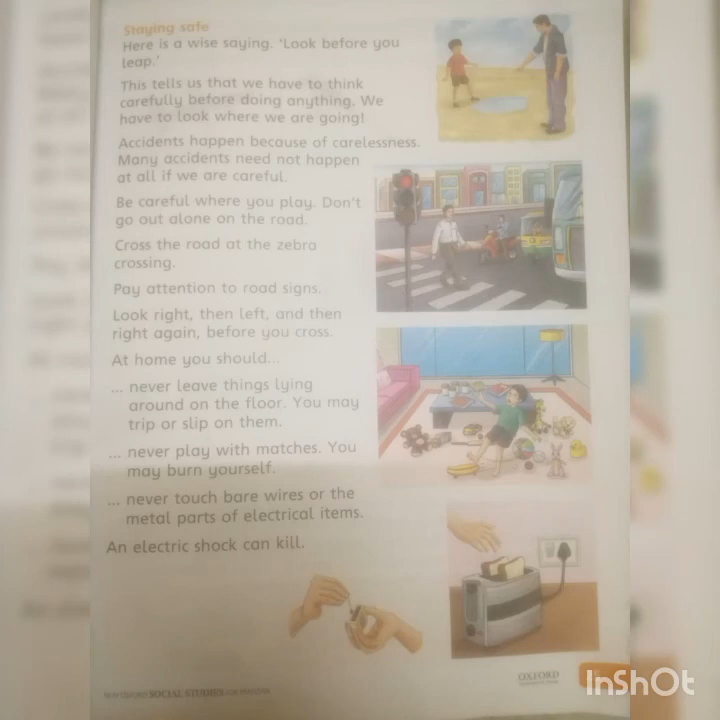 Staying safe
Here is a wise saying. 'Look before you
leap.'
This tells us that we have to think
carefully before doing anything. We
have to look where we are going!
Accidents happen because of carelessness.
Many accidents need not happen
at all if we are careful.
Be careful where you play. Don't
go out alone on the road.
Cross the road at the zebra
crossing.
Pay attention to road signs.
Look right, then left, and then
right again, before you cross.
At home you should...
... never leave things lying
around on the floor. You may
trip or slip on them.
... never play with matches. You
may burn yourself.
... never touch bare wires or the
metal parts of electrical items.
An electric shock can kill.
NEW OXFORD SOCIAL STUDIES FOR PAKISTAN
OXFORD
InShOt